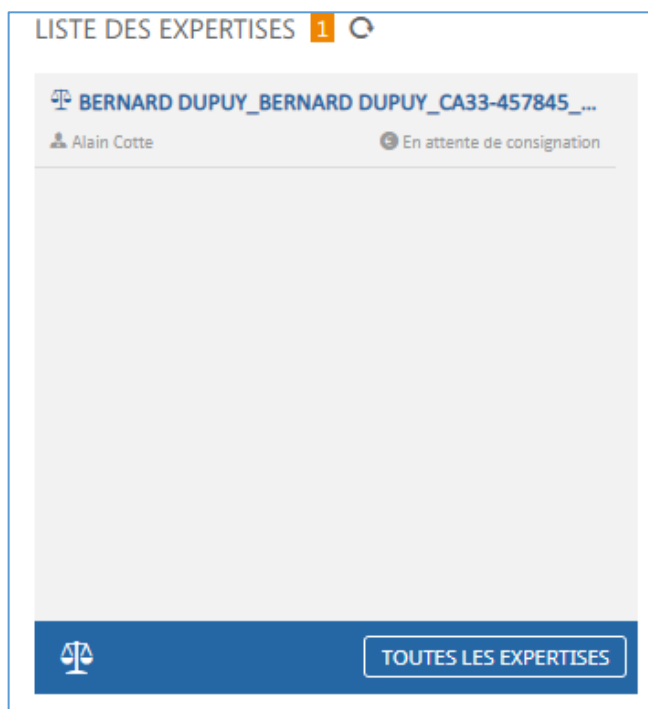 LISTE DES EXPERTISES 1
BERNARD DUPUY_BERNARD DUPUY_CA33-457845_...
Alain Cotte En attente de consignation
TOUTES LES EXPERTISES